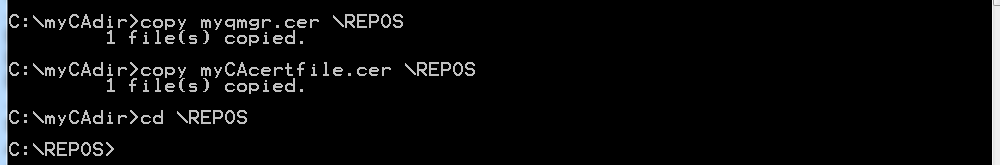 C:\myCAdir>copy myqmgr.cer \REPOS
        1 file(s) copied.
C:\myCAdir>copy myCAcertfile.cer \REPOS
        1 file(s) copied.
C:\myCAdir>cd \REPOS
C:\REPOS>